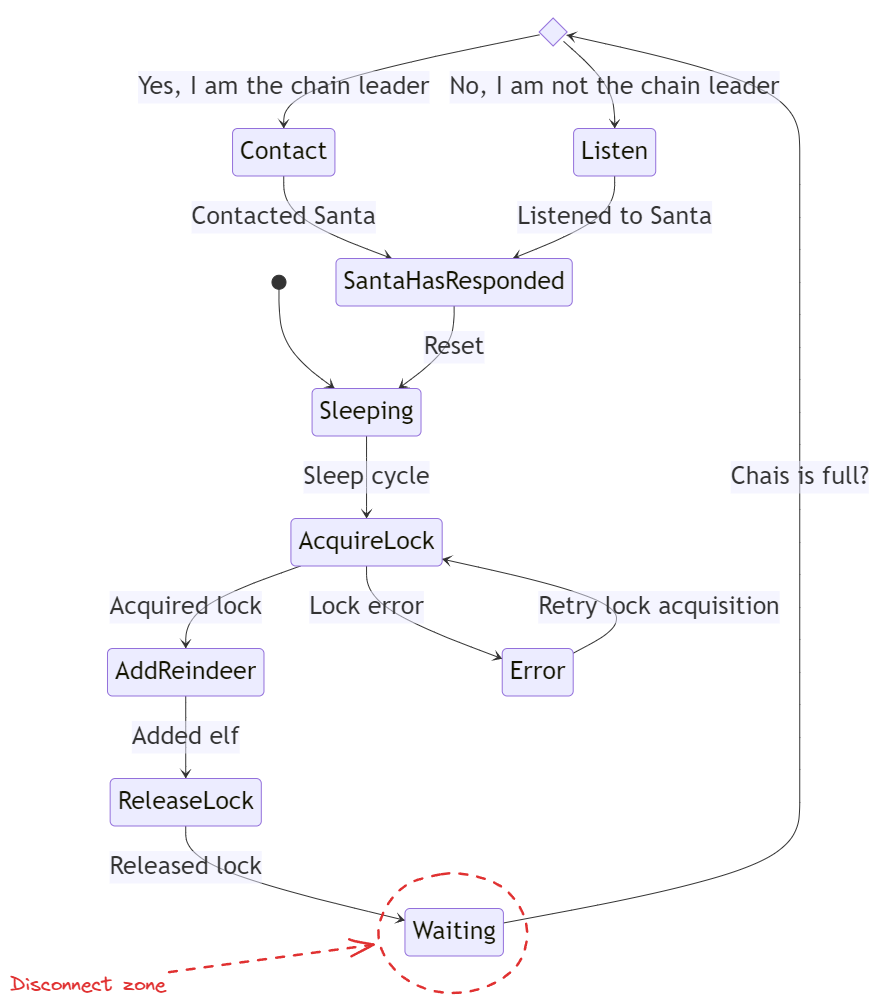 Yes, I am the chain leader
No, I am not the chain leader
Contact
Listen
Contacted Santa
Listened to Santa
SantaHasResponded
Reset
Sleeping
Sleep cycle
Chais is full?
AcquireLock
Acquired lock
Lock error
Retry lock acquisition
AddReindeer
Error
Added elf
ReleaseLock
Released lock
Waiting
Disconnect zone